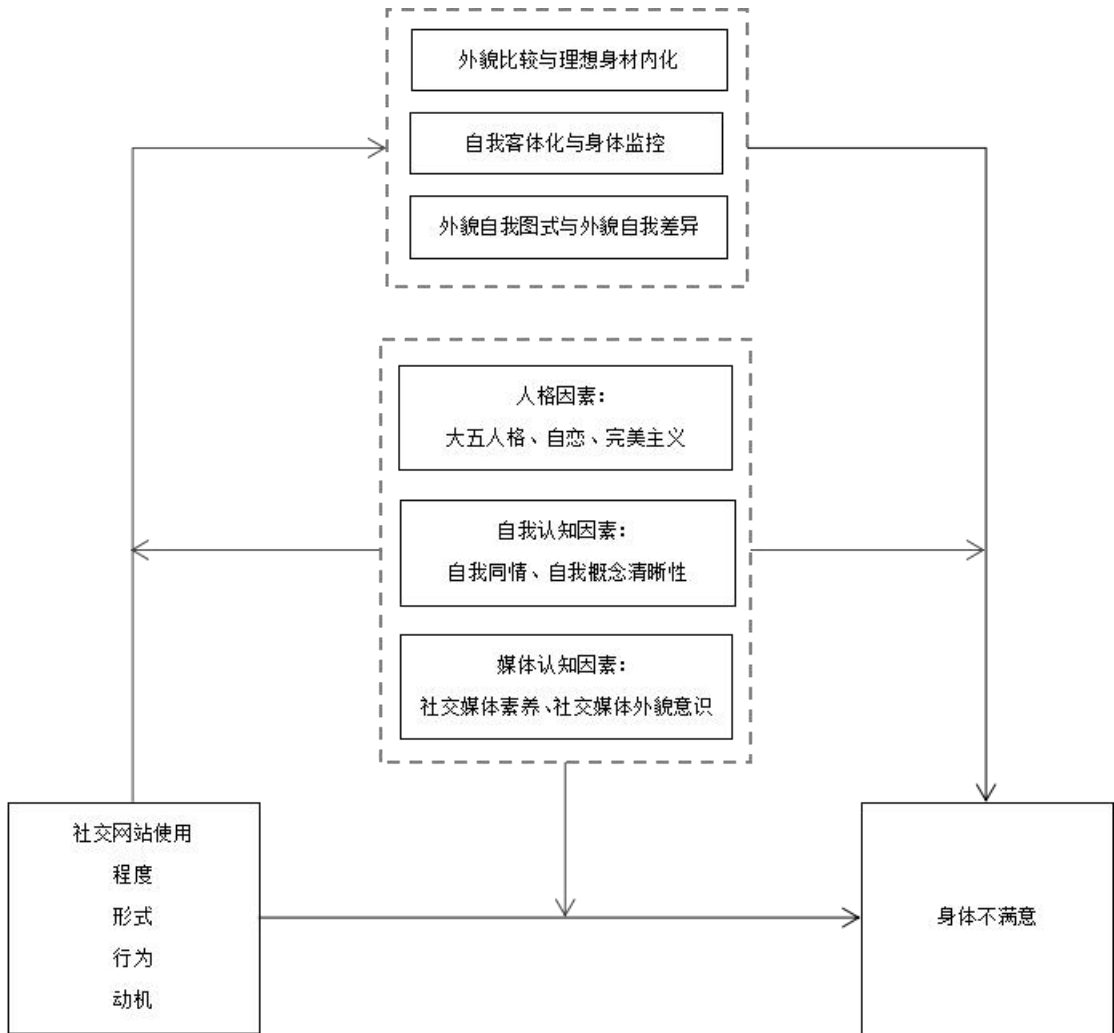 外貌比较与理想身材内化
自我客体化与身体监控
外貌自我图式与外貌自我差异
人格因素：
大五人格、自恋、完美主义
自我认知因素：
自我同情、自我概念清晰性
媒体认知因素：
社交媒体素养、社交媒体外貌意识
社交网站使用
程度
形式
行为
动机
身体不满意